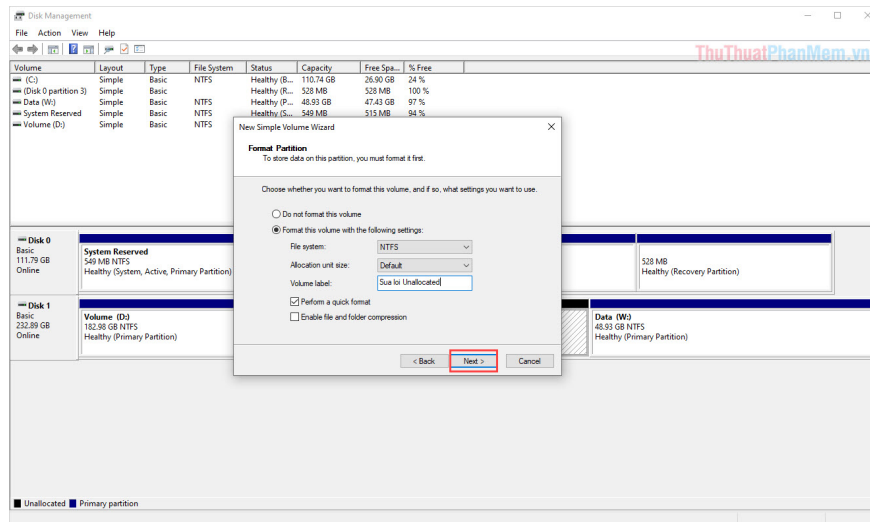 Disk Management
File Action View Help
ThuThuatPhanMem.vn
Volume Layout Type File System Status Capacity Free Spa... % Free
(C:) Simple Basic NTFS Healthy (B... 110.74 GB 26.90 GB 24 %
(Disk 0 partition 3) Simple Basic Healthy (R... 528 MB 528 MB 100 %
Data (W:) Simple Basic NTFS Healthy (P... 48.93 GB 47.43 GB 97 %
System Reserved Simple Basic NTFS Healthy (S... 549 MB 515 MB 94 %
Volume (D:) Simple Basic NTFS
New Simple Volume Wizard
Format Partition
To store data on this partition, you must format it first.
Choose whether you want to format this volume, and if so, what settings you want to use.
Do not format this volume
Format this volume with the following settings:
File system: NTFS
Allocation unit size: Default
Volume label: Sua loi Unallocated
Perform a quick format
Enable file and folder compression
< Back Next > Cancel
Disk 0
Basic
111.79 GB
Online
System Reserved
549 MB NTFS
Healthy (System, Active, Primary Partition)
528 MB
Healthy (Recovery Partition)
Disk 1
Basic
232.89 GB
Online
Volume (D:)
182.98 GB NTFS
Healthy (Primary Partition)
Data (W:)
48.93 GB NTFS
Healthy (Primary Partition)
Unallocated Primary partition